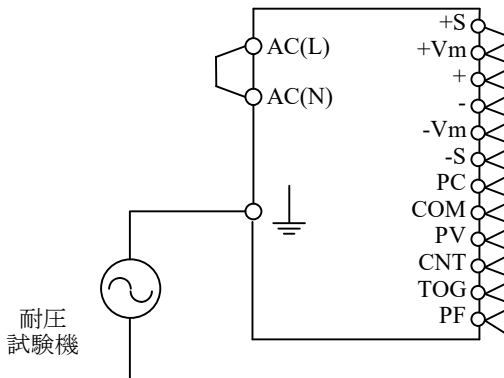 AC(L)
AC(N)
+S
+Vm
+
-
-Vm
-S
PC
COM
PV
CNT
TOG
PF
耐圧
試験機